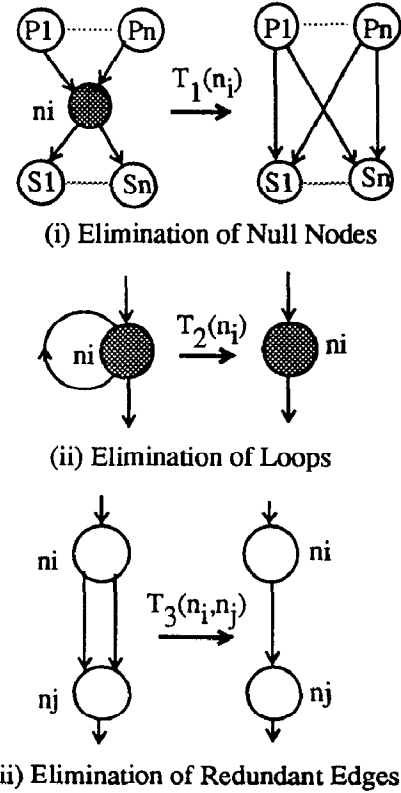 P1 Pn P1 Pn
ni T1(ni)
S1 Sn S1 Sn
(i) Elimination of Null Nodes
ni T2(ni) ni
(ii) Elimination of Loops
ni ni
T3(ni,nj)
nj nj
ii) Elimination of Redundant Edges